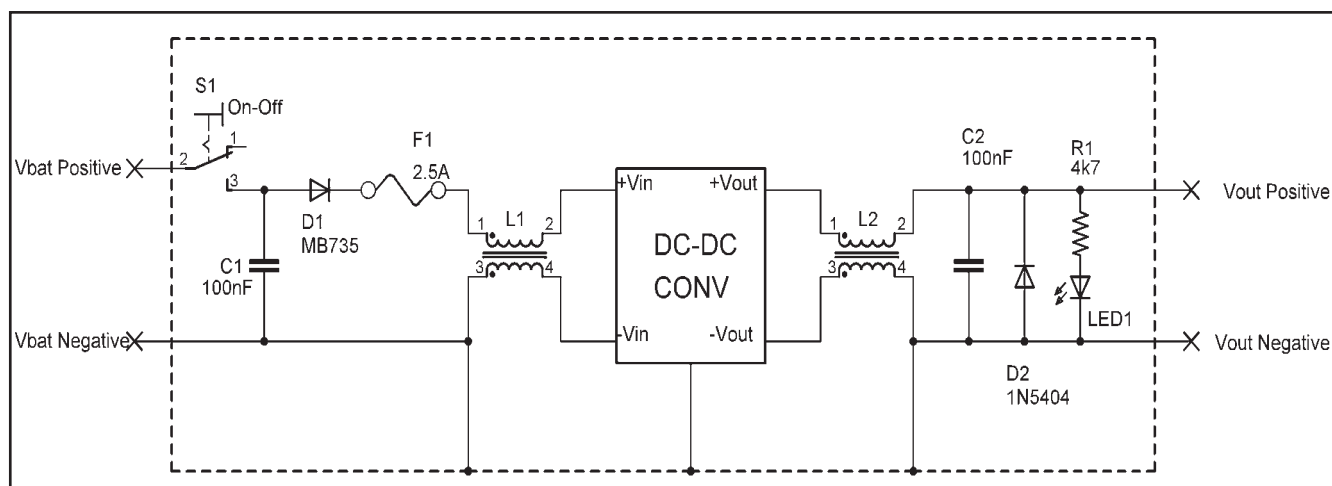 S1
On-Off
1
2
3
Vbat Positive
F1
2.5A
D1
MB735
C1
100nF
Vbat Negative
L1
1
2
3
4
+Vin
+Vout
DC-DC
CONV
-Vin
-Vout
L2
1
2
3
4
C2
100nF
R1
4k7
LED1
D2
1N5404
Vout Positive
Vout Negative